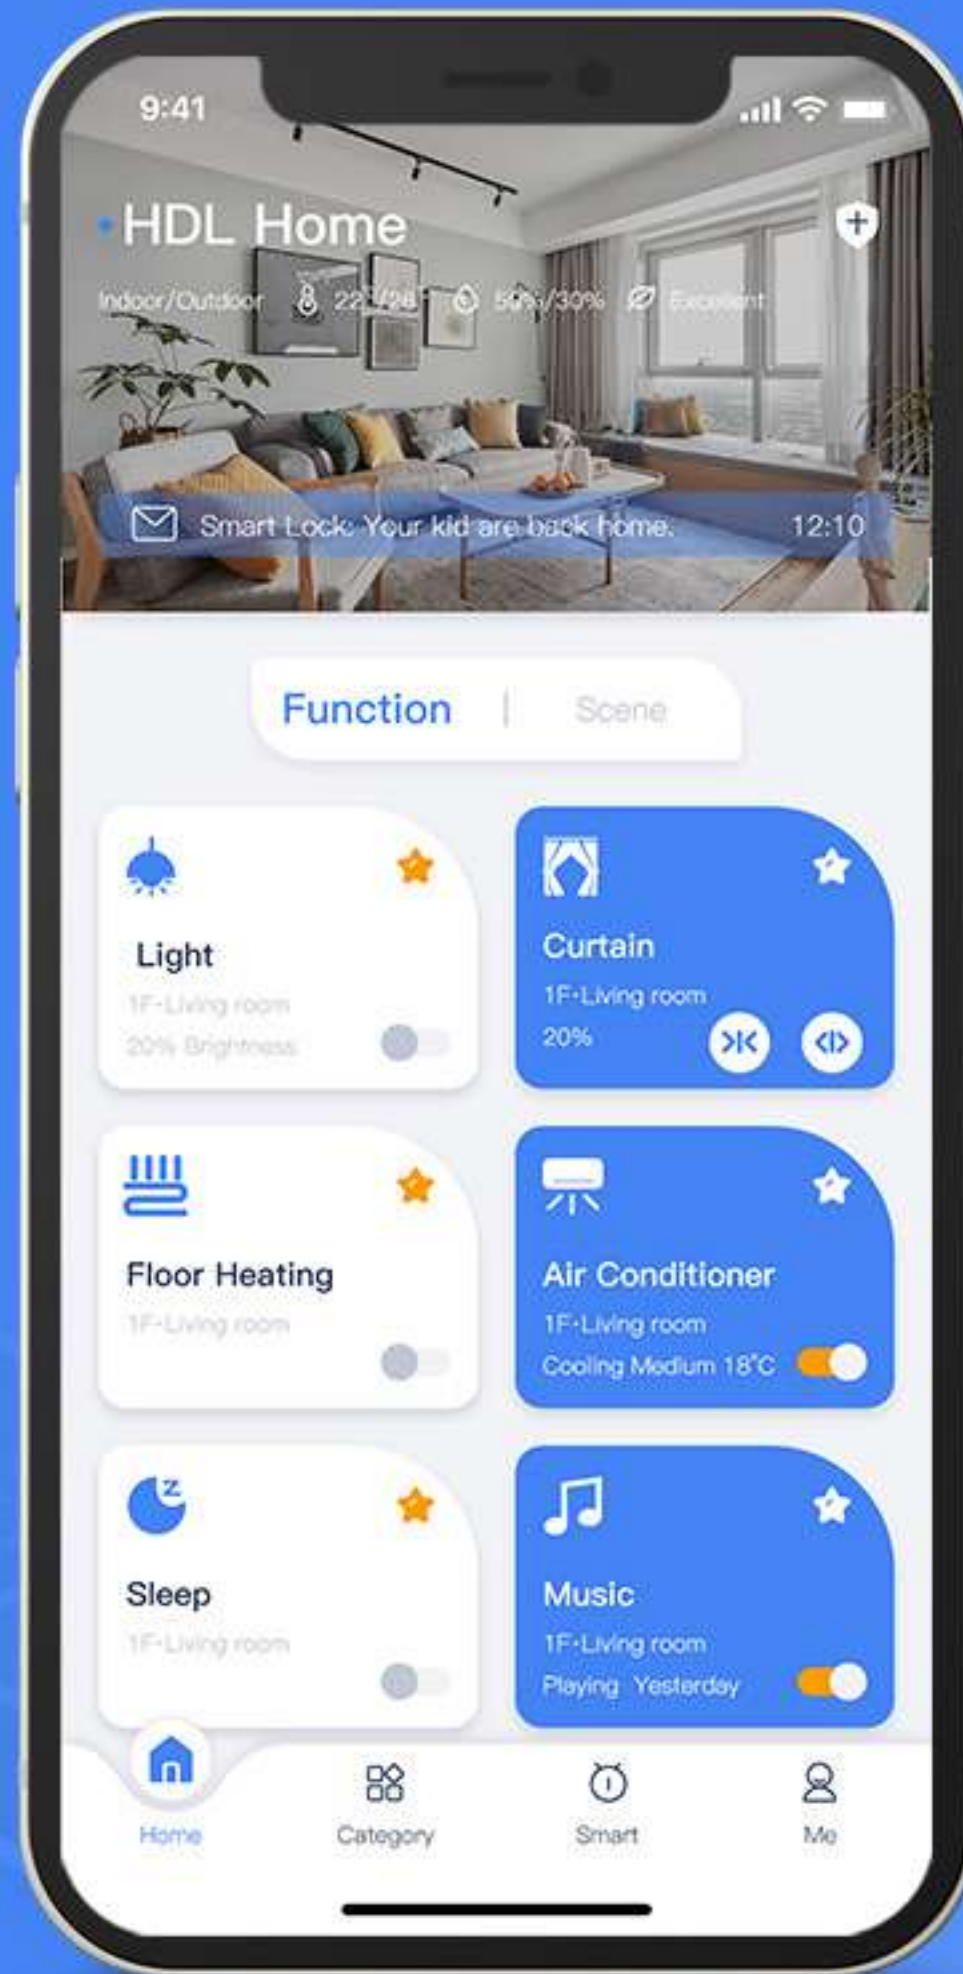 9:41
HDL Home
Indoor/Outdoor 22°/26° 50%/30% Excellent
Smart Lock: Your kid are back home. 12:10
Function | Scene
Light
1F·Living room
20% Brightness
Curtain
1F·Living room
20%
Floor Heating
1F·Living room
Air Conditioner
1F·Living room
Cooling Medium 18°C
Sleep
1F·Living room
Music
1F·Living room
Playing Yesterday
Home
Category
Smart
Me